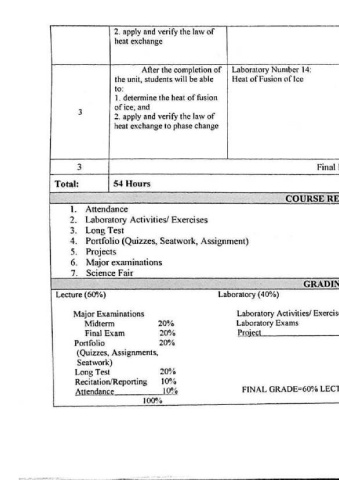 2. apply and verify the law of
heat exchange
After the completion of
the unit, students will be able
to:
1. determine the heat of fusion
of ice; and
2. apply and verify the law of
heat exchange to phase change
3
Laboratory Number 14:
Heat of Fusion of Ice
3
Final
Total:
54 Hours
COURSE RE
1. Attendance
2. Laboratory Activities/ Exercises
3. Long Test
4. Portfolio (Quizzes, Seatwork, Assignment)
5. Projects
6. Major examinations
7. Science Fair
GRADIN
Lecture (60%)
Major Examinations
Midterm 20%
Final Exam 20%
Portfolio 20%
(Quizzes, Assignments,
Seatwork)
Long Test 20%
Recitation/Reporting 10%
Attendance 10%
100%
Laboratory (40%)
Laboratory Activities/ Exercis
Laboratory Exams
Project
FINAL GRADE=60% LECT